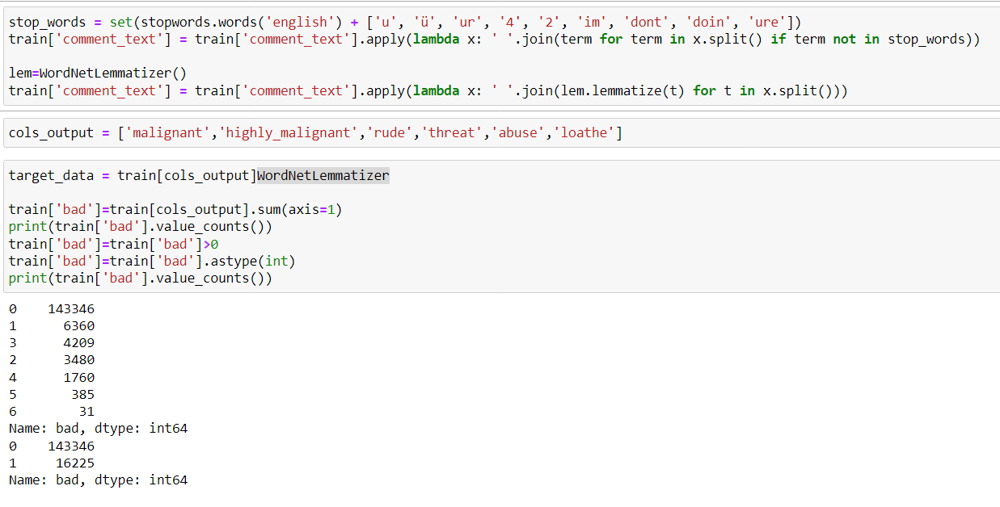 stop_words = set(stopwords.words('english') + ['u', 'ü', 'ur', '4', '2', 'im', 'dont', 'doin', 'ure'])
train['comment_text'] = train['comment_text'].apply(lambda x: ' '.join(term for term in x.split() if term not in stop_words))
lem=WordNetLemmatizer()
train['comment_text'] = train['comment_text'].apply(lambda x: ' '.join(lem.lemmatize(t) for t in x.split()))
cols_output = ['malignant','highly_malignant','rude','threat','abuse','loathe']
target_data = train[cols_output]WordNetLemmatizer
train['bad']=train[cols_output].sum(axis=1)
print(train['bad'].value_counts())
train['bad']=train['bad']>0
train['bad']=train['bad'].astype(int)
print(train['bad'].value_counts())
0    143346
1      6360
3      4209
2      3480
4      1760
5       385
6        31
Name: bad, dtype: int64
0    143346
1     16225
Name: bad, dtype: int64